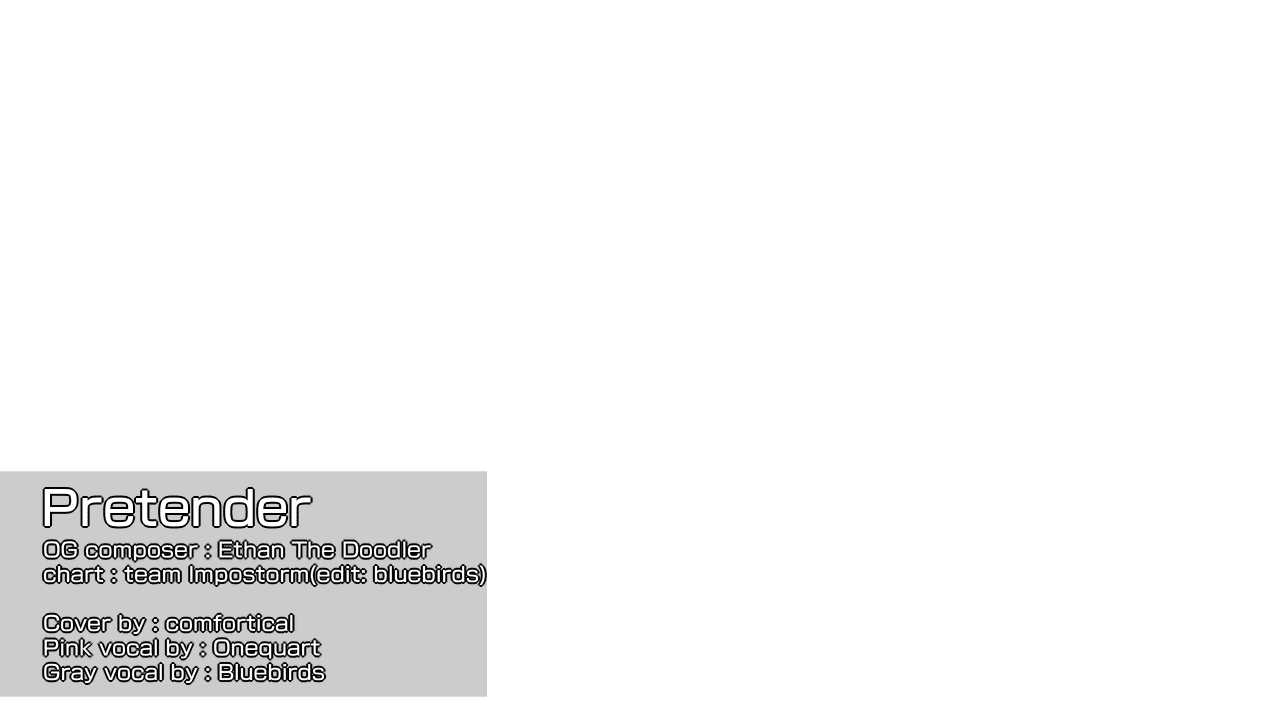 Pretender
OG composer : Ethan The Doodler
chart : team Impostorm(edit: bluebirds)
Cover by : comfortical
Pink vocal by : Onequart
Gray vocal by : Bluebirds